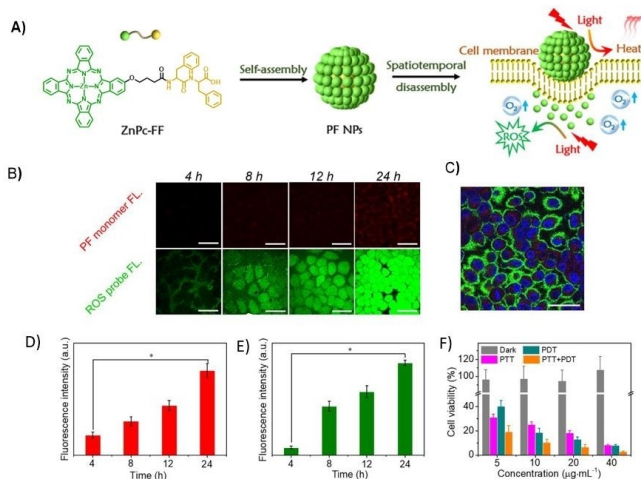 A)
Light
Cell membrane
Heat
Self-assembly
Spatiotemporal
disassembly
O₂
O₂
O₂
ROS
Light
ZnPc-FF
PF NPs
B)
4 h
8 h
12 h
24 h
PF monomer FL.
ROS probe FL.
C)
D)
Fluorescence intensity (a.u.)
*
4
8
12
24
Time (h)
E)
Fluorescence intensity (a.u.)
*
4
8
12
24
Time (h)
F)
Dark
PDT
PTT
PTT+PDT
Cell viability (%)
120
100
80
40
20
0
5
10
20
40
Concentration (μg·mL⁻¹)